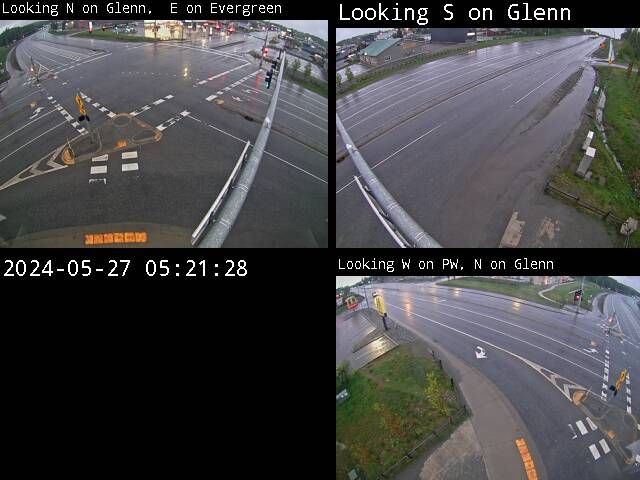 Looking N on Glenn,  E on Evergreen
Looking S on Glenn
2024-05-27 05:21:28
Looking W on PW, N on Glenn